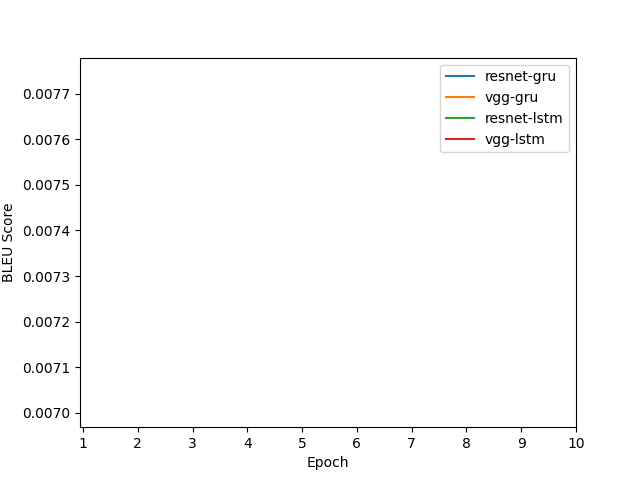 resnet-gru
vgg-gru
resnet-lstm
vgg-lstm
0.0077
0.0076
0.0075
0.0074
0.0073
0.0072
0.0071
0.0070
BLEU Score
1 2 3 4 5 6 7 8 9 10
Epoch